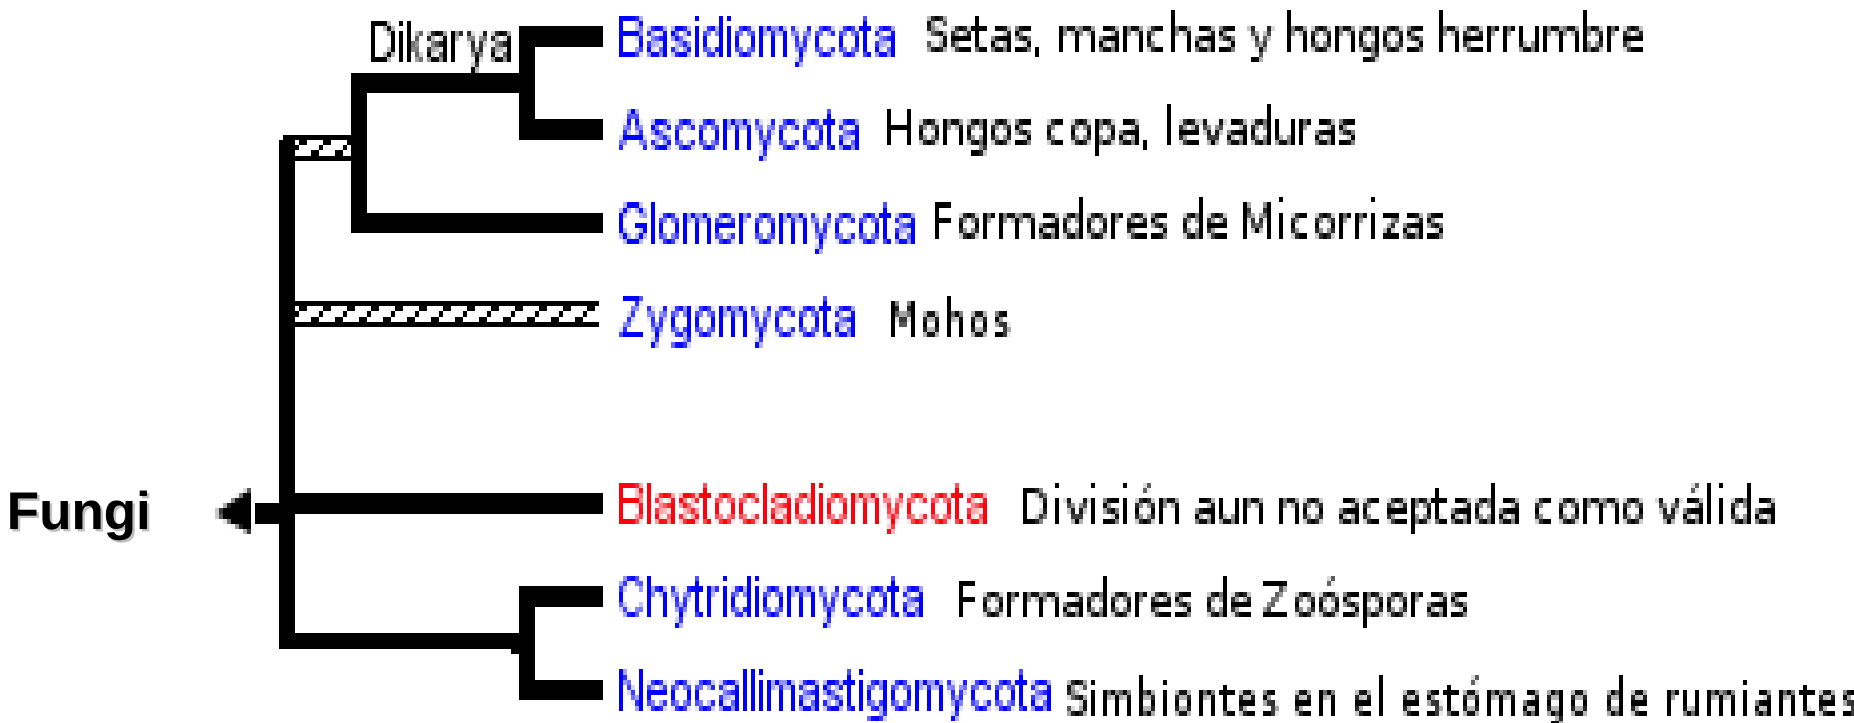 Dikarya
Basidiomycota Setas, manchas y hongos herrumbre
Ascomycota Hongos copa, levaduras
Glomeromycota Formadores de Micorrizas
Zygomycota Mohos
Fungi
Blastocladiomycota División aun no aceptada como válida
Chytridiomycota Formadores de Zoósporas
Neocallimastigomycota Simbiontes en el estómago de rumiantes